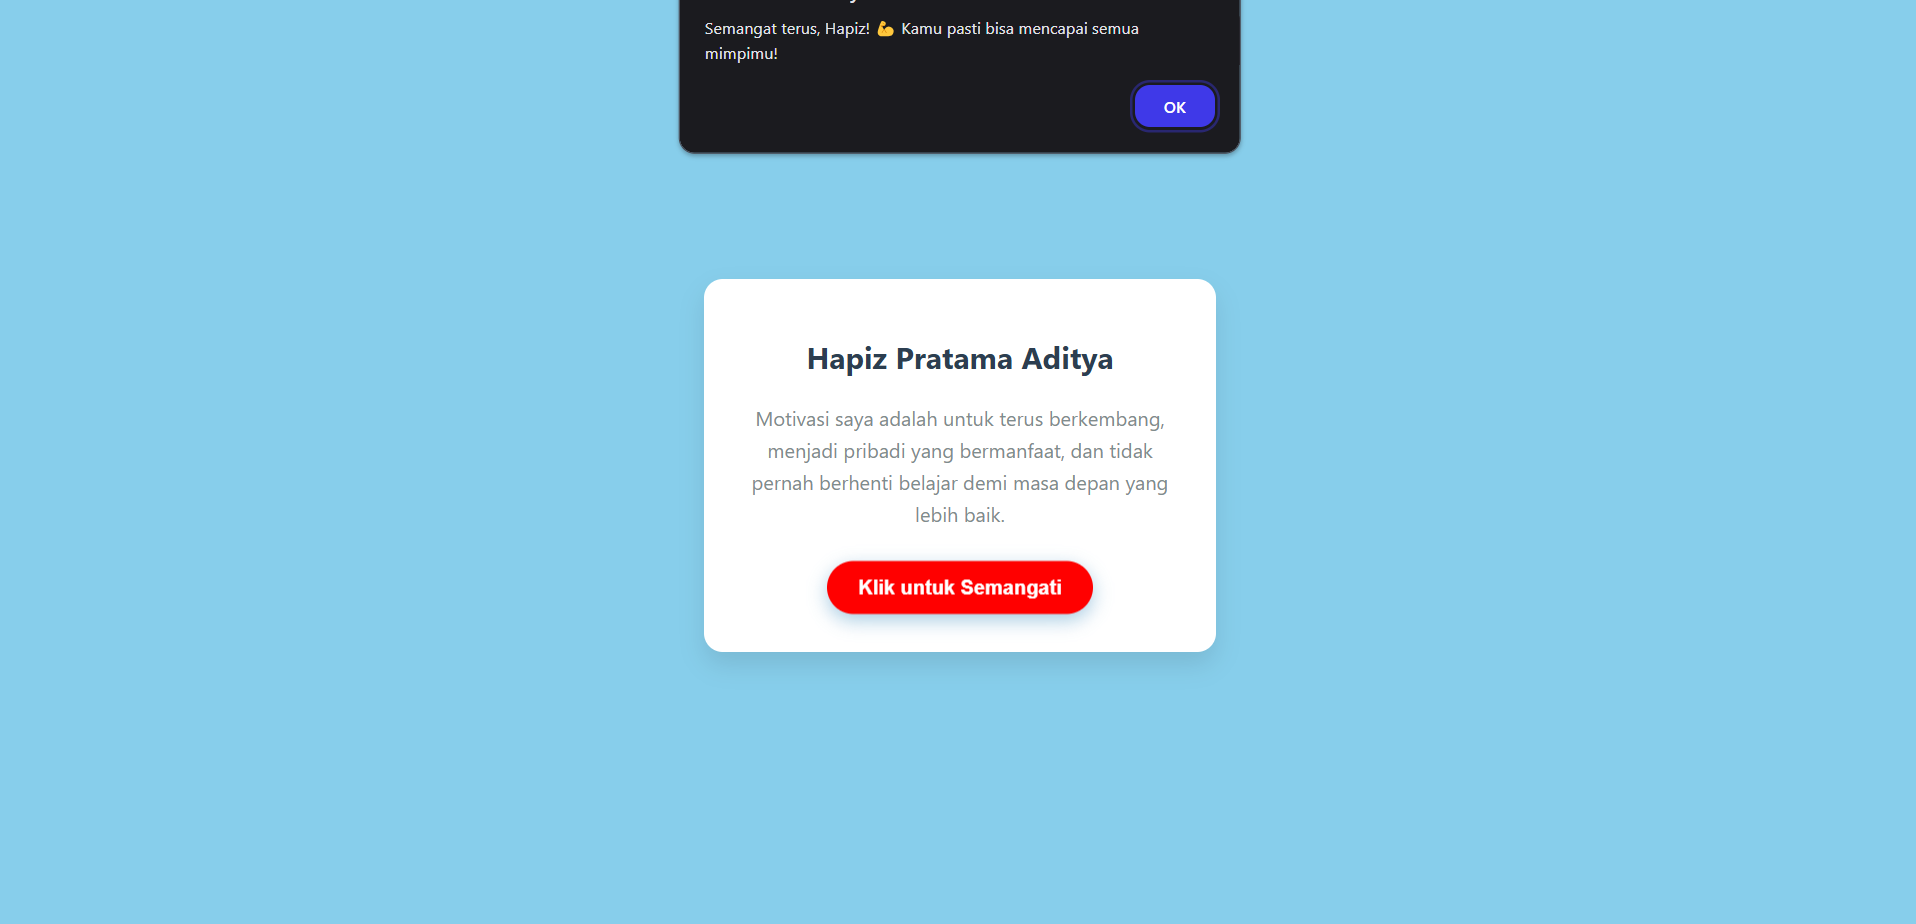 Semangat terus, Hapiz! 💪 Kamu pasti bisa mencapai semua
mimpimu!
OK
Hapiz Pratama Aditya
Motivasi saya adalah untuk terus berkembang,
menjadi pribadi yang bermanfaat, dan tidak
pernah berhenti belajar demi masa depan yang
lebih baik.
Klik untuk Semangati